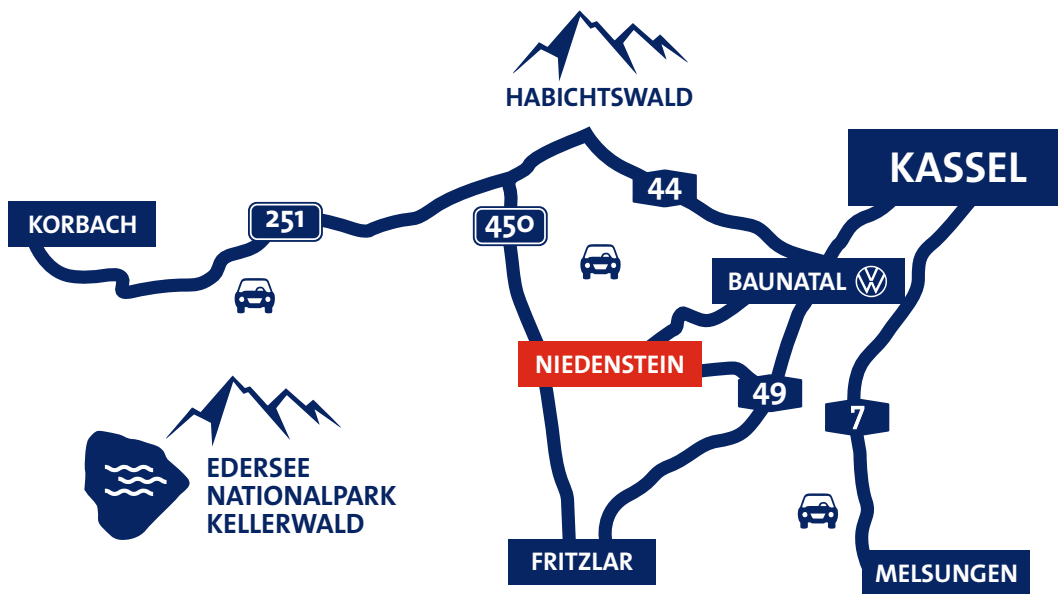 HABICHTSWALD
KASSEL
44
KORBACH
251
450
BAUNATAL
NIEDENSTEIN
49
7
EDERSEE
NATIONALPARK
KELLERWALD
FRITZLAR
MELSUNGEN